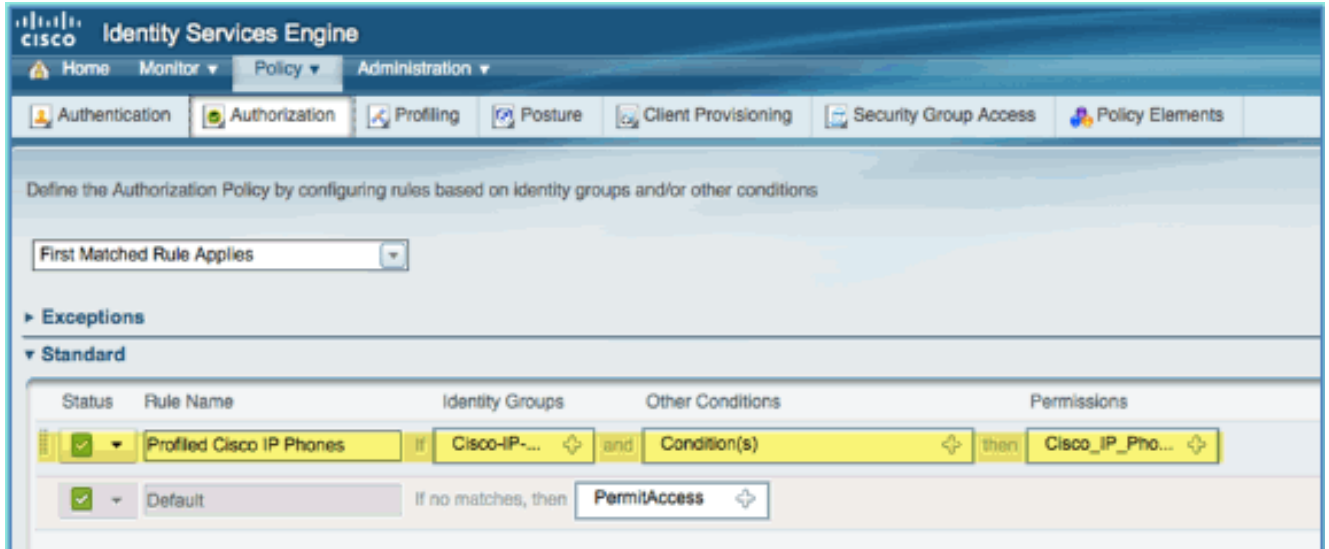 CISCO Identity Services Engine
Home Monitor Policy Administration
Authentication Authorization Profiling Posture Client Provisioning Security Group Access Policy Elements
Define the Authorization Policy by configuring rules based on identity groups and/or other conditions
First Matched Rule Applies
Exceptions
Standard
Status Rule Name Identity Groups Other Conditions Permissions
Profiled Cisco IP Phones If Cisco-IP-... and Condition(s) then Cisco_IP_Pho...
Default If no matches, then PermitAccess